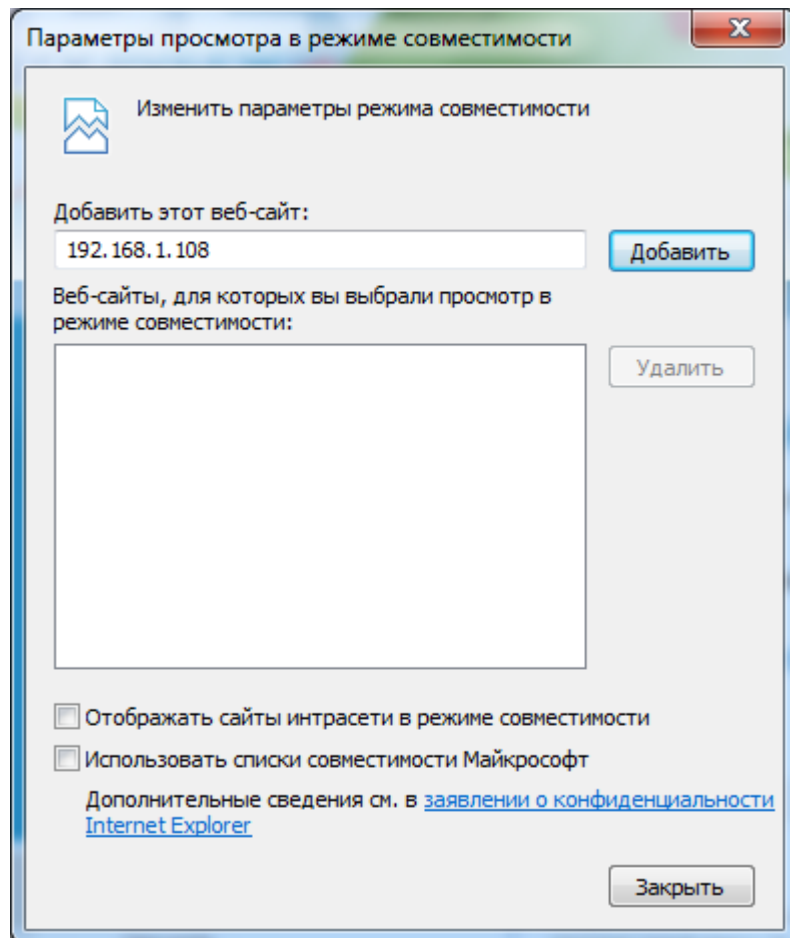 Параметры просмотра в режиме совместимости
Изменить параметры режима совместимости
Добавить этот веб-сайт:
192.168.1.108
Добавить
Веб-сайты, для которых вы выбрали просмотр в
режиме совместимости:
Удалить
Отображать сайты интрасети в режиме совместимости
Использовать списки совместимости Майкрософт
Дополнительные сведения см. в заявлении о конфиденциальности
Internet Explorer
Закрыть